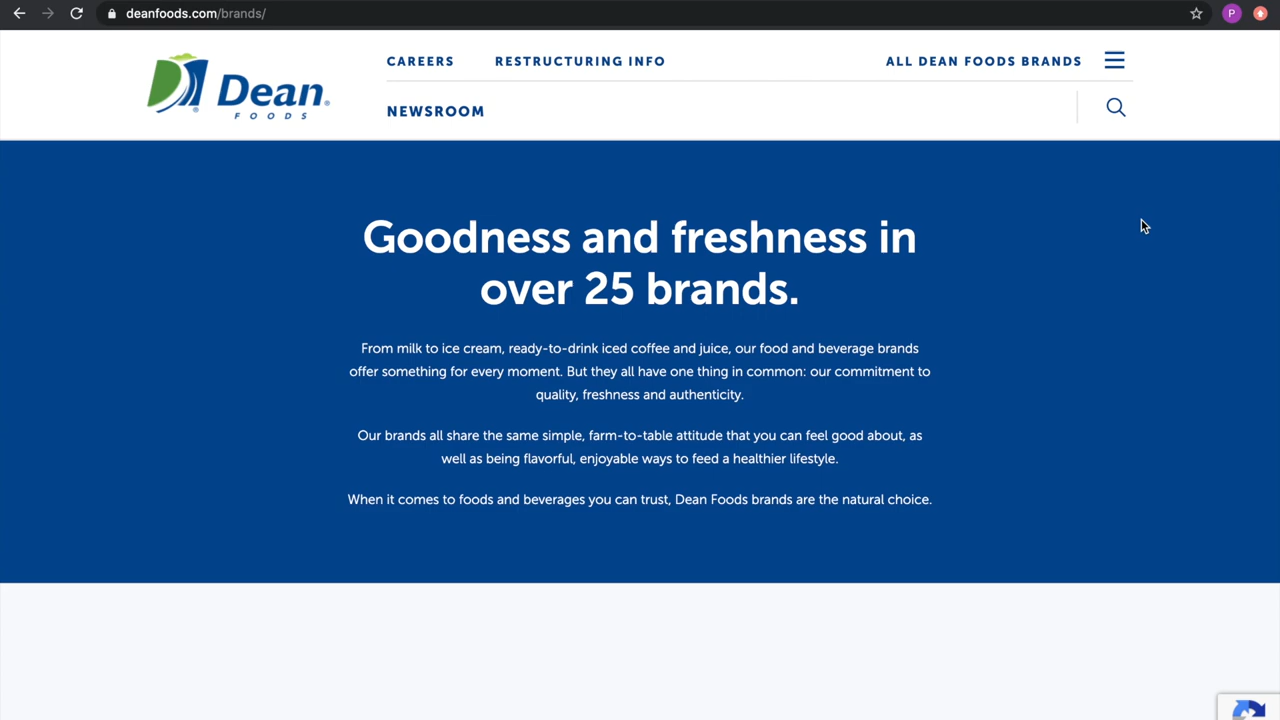 deanfoods.com/brands/
P
CAREERS
RESTRUCTURING INFO
ALL DEAN FOODS BRANDS
Dean
FOODS
NEWSROOM
Goodness and freshness in
over 25 brands.
From milk to ice cream, ready-to-drink iced coffee and juice, our food and beverage brands
offer something for every moment. But they all have one thing in common: our commitment to
quality, freshness and authenticity.
Our brands all share the same simple, farm-to-table attitude that you can feel good about, as
well as being flavorful, enjoyable ways to feed a healthier lifestyle.
When it comes to foods and beverages you can trust, Dean Foods brands are the natural choice.